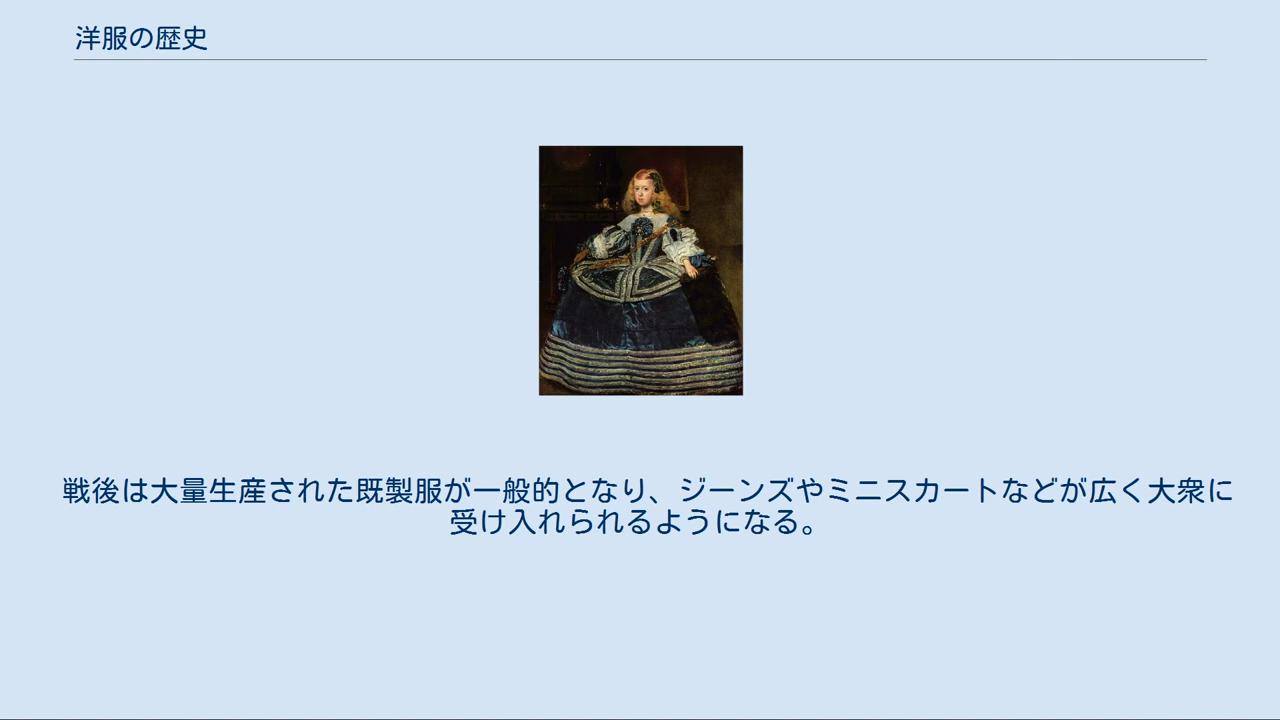 洋服の歴史
戦後は大量生産された既製服が一般的となり、ジーンズやミニスカートなどが広く大衆に
受け入れられるようになる。